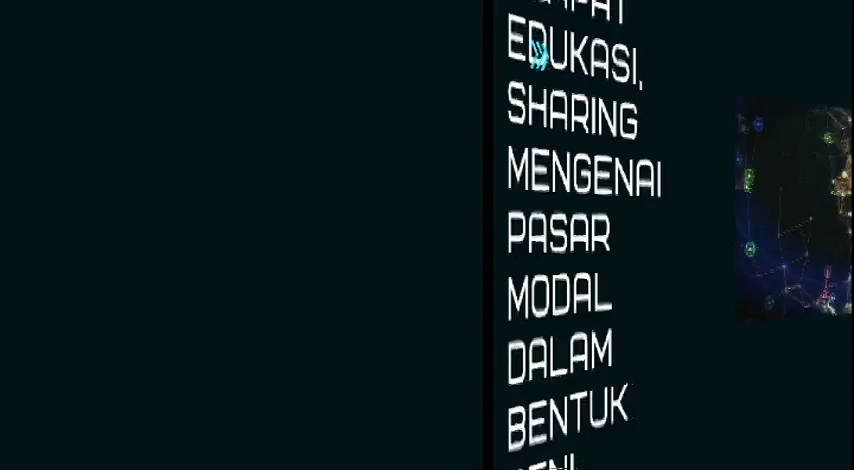 EDUKASI,
SHARING
MENGENAI
PASAR
MODAL
DALAM
BENTUK